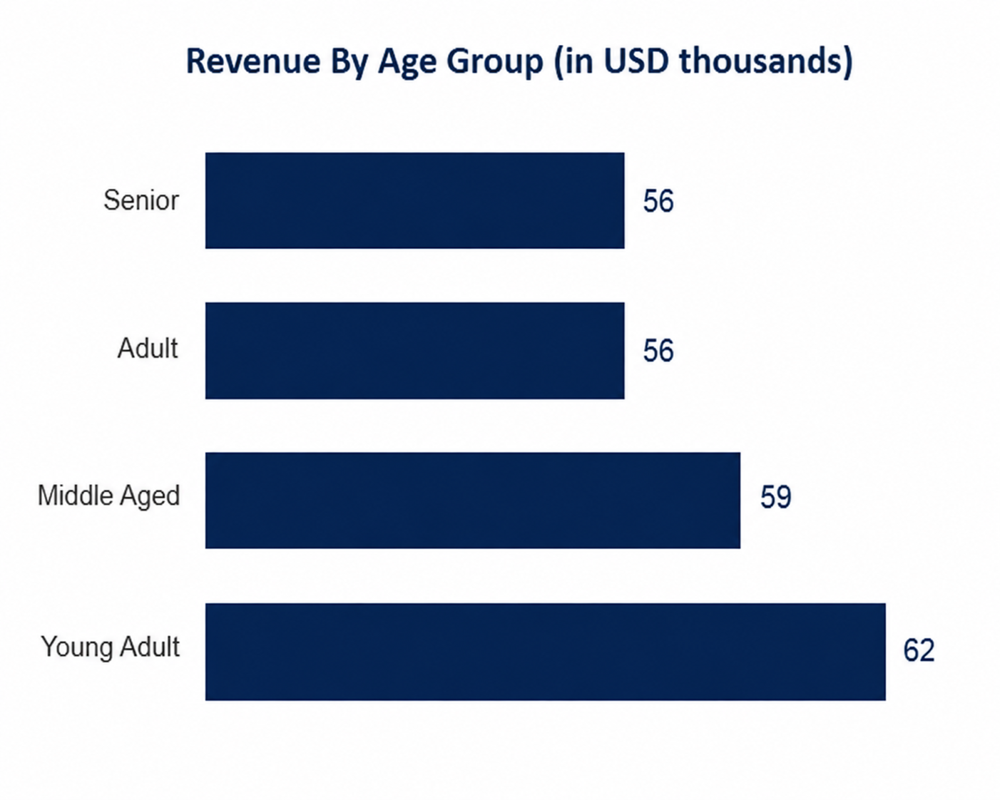 Revenue By Age Group (in USD thousands)
Senior 56
Adult 56
Middle Aged 59
Young Adult 62